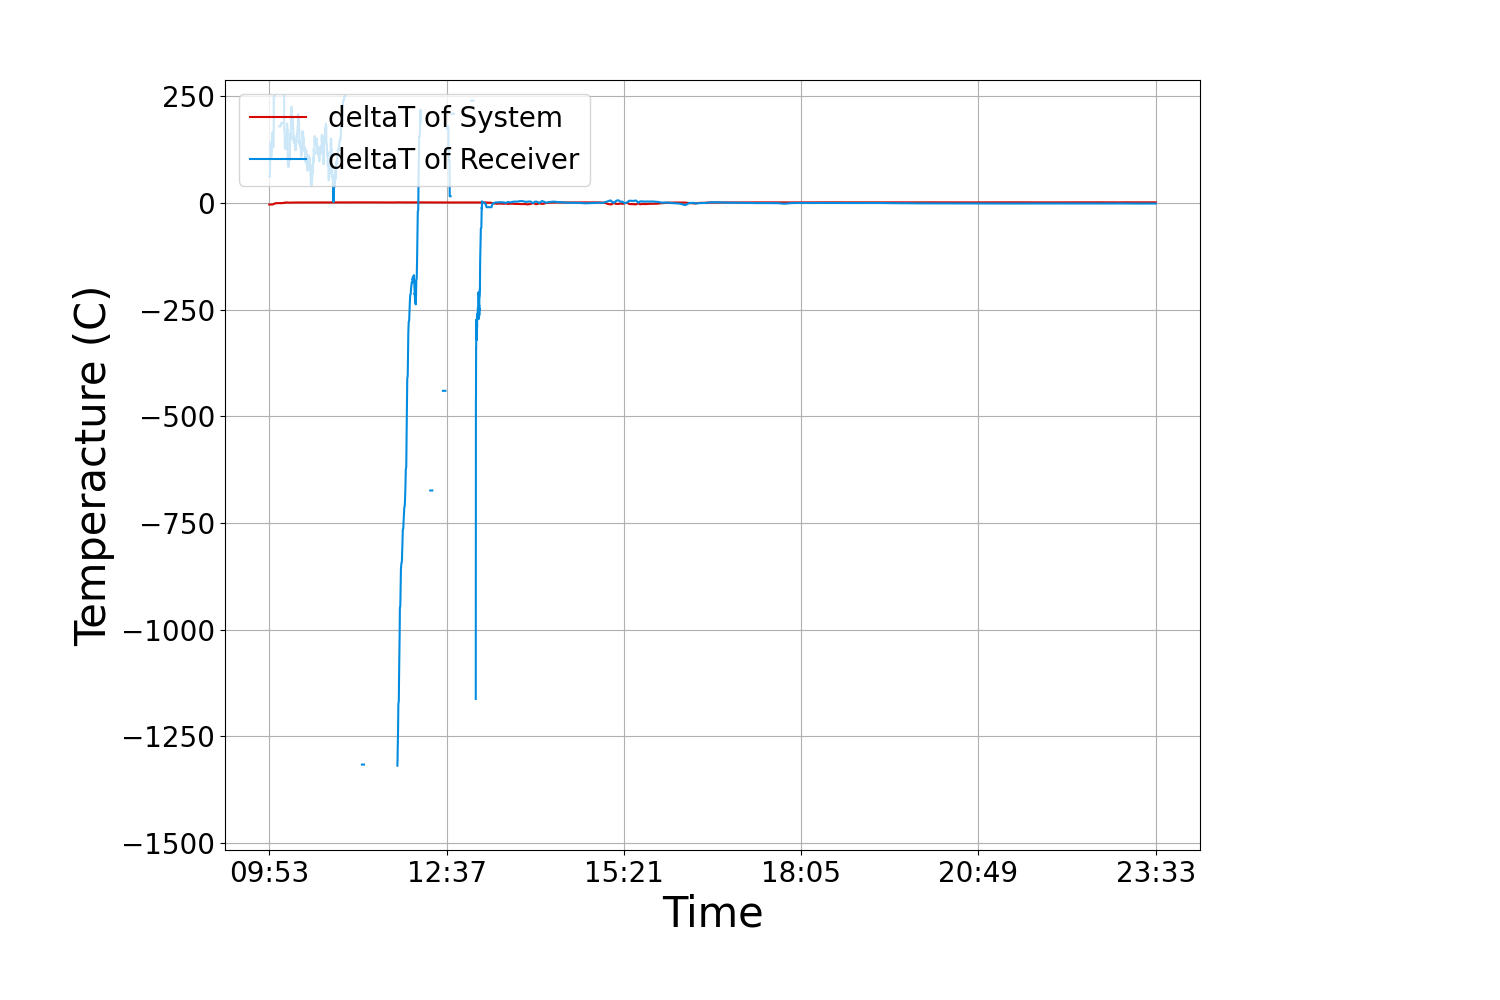 250
0
−250
−500
−750
−1000
−1250
−1500
Temperacture (C)
deltaT of System
deltaT of Receiver
09:53 12:37 15:21 18:05 20:49 23:33
Time